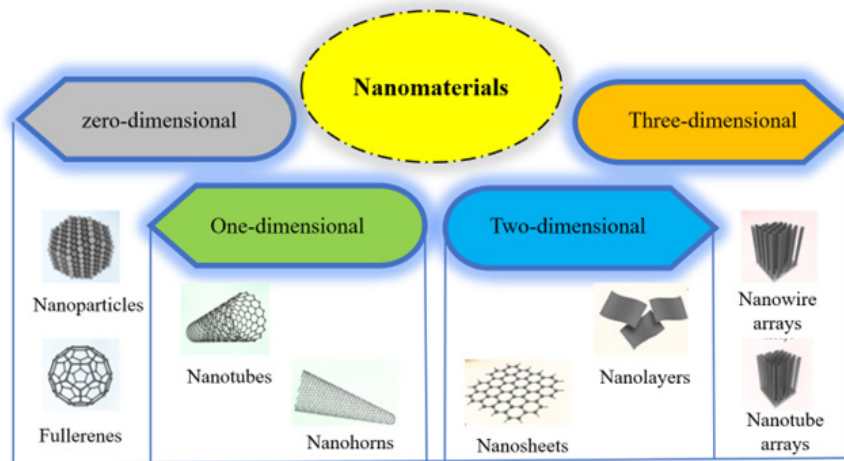 Nanomaterials
zero-dimensional
Three-dimensional
One-dimensional
Two-dimensional
Nanoparticles
Fullerenes
Nanotubes
Nanohorns
Nanosheets
Nanolayers
Nanowire
arrays
Nanotube
arrays